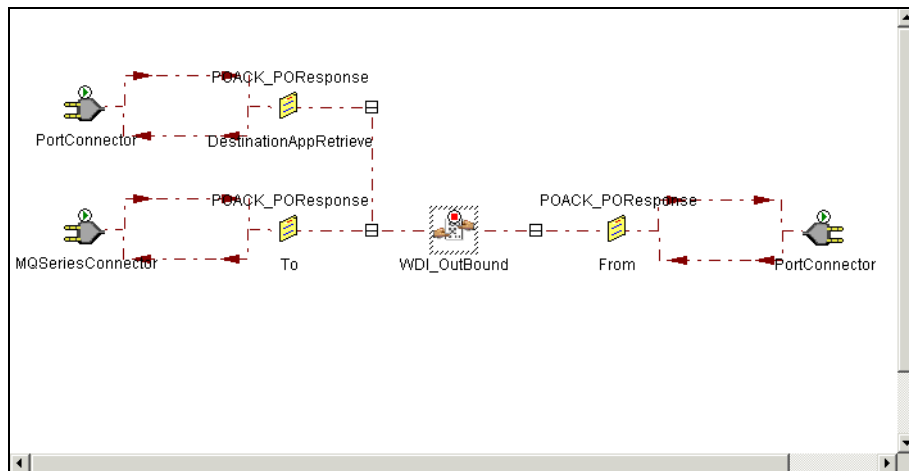 POACK_POResponse
PortConnector
DestinationAppRetrieve
POACK_POResponse
POACK_POResponse
MQSeriesConnector
To
WDI_OutBound
From
PortConnector